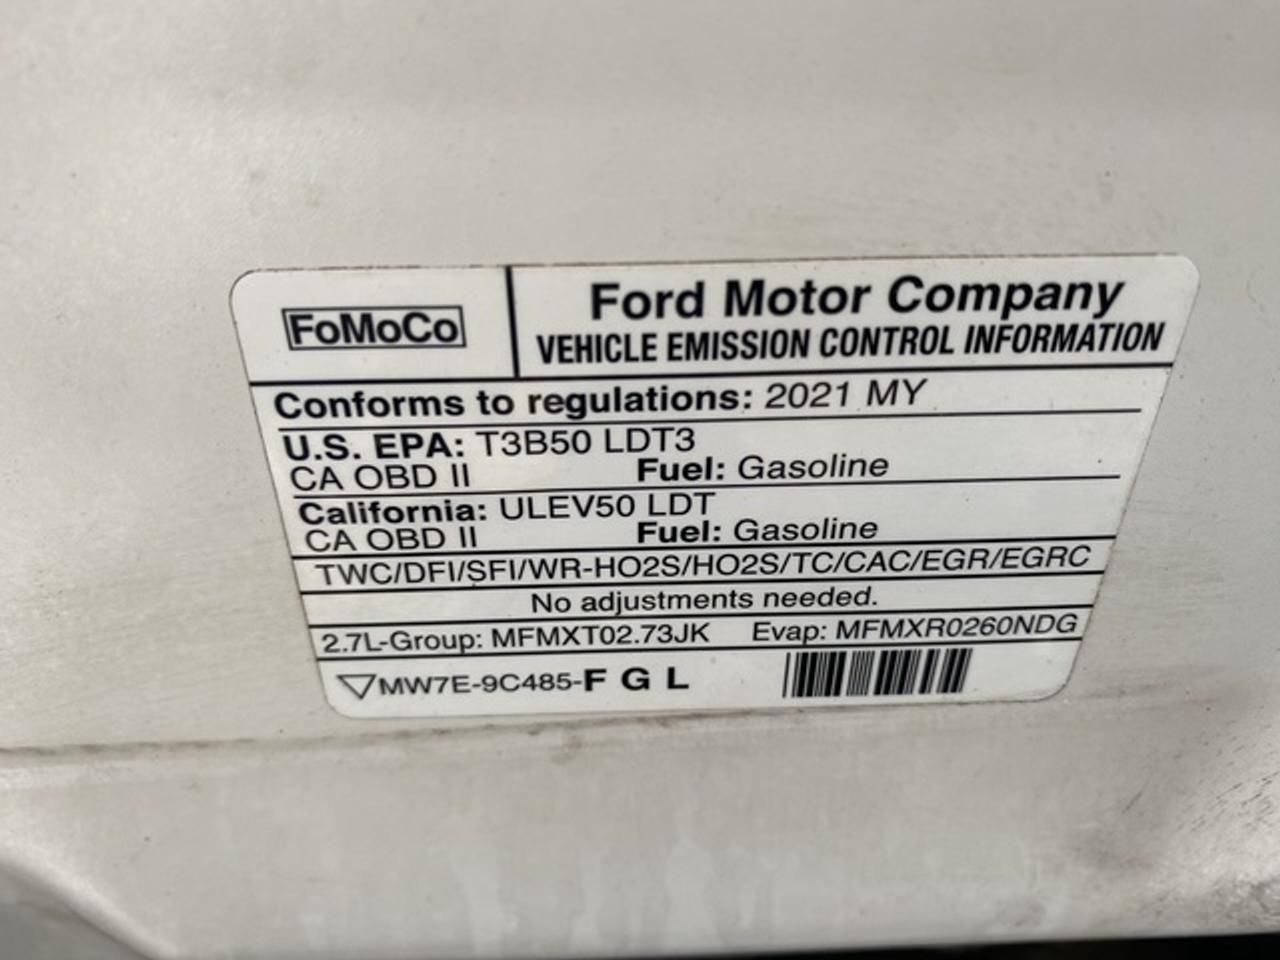 FoMoCo
Ford Motor Company
VEHICLE EMISSION CONTROL INFORMATION
Conforms to regulations: 2021 MY
U.S. EPA: T3B50 LDT3
CA OBD II Fuel: Gasoline
California: ULEV50 LDT
CA OBD II Fuel: Gasoline
TWC/DFI/SFI/WR-HO2S/HO2S/TC/CAC/EGR/EGRC
No adjustments needed.
2.7L-Group: MFMXT02.73JK Evap: MFMXR0260NDG
▽MW7E-9C485-F G L